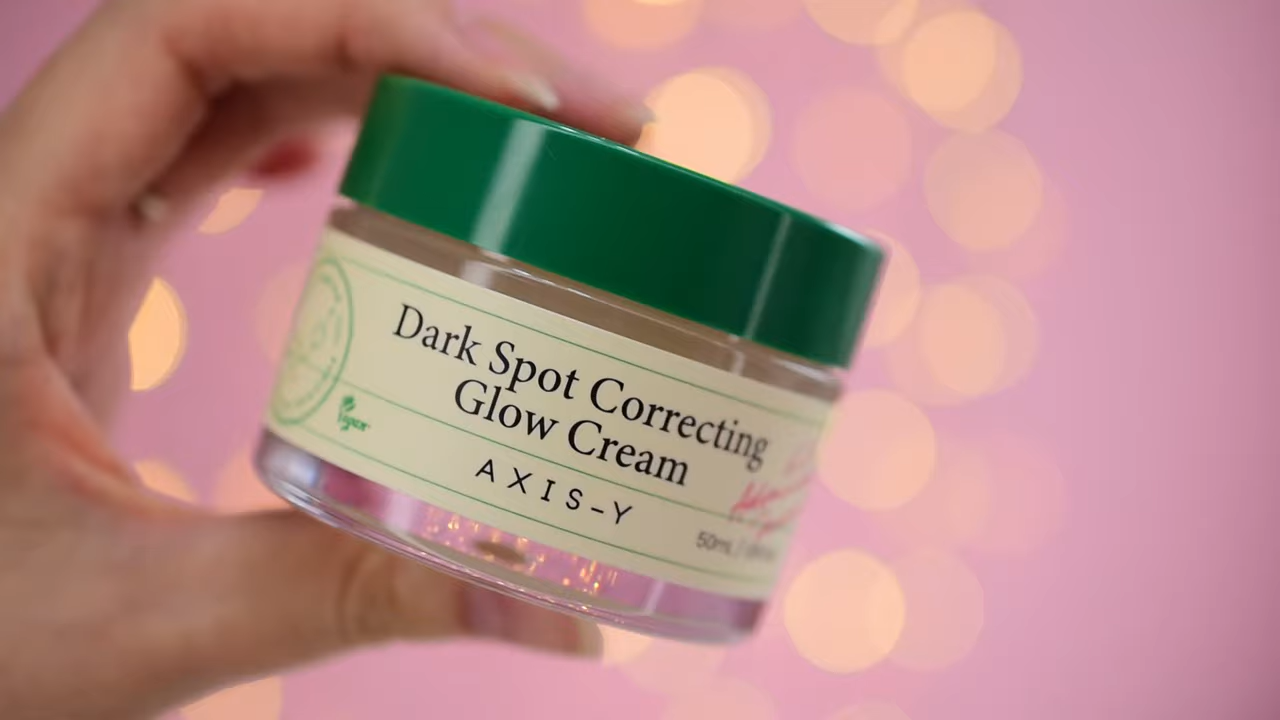 Dark Spot Correcting
Glow Cream
AXIS-Y
Vegan
50mL /